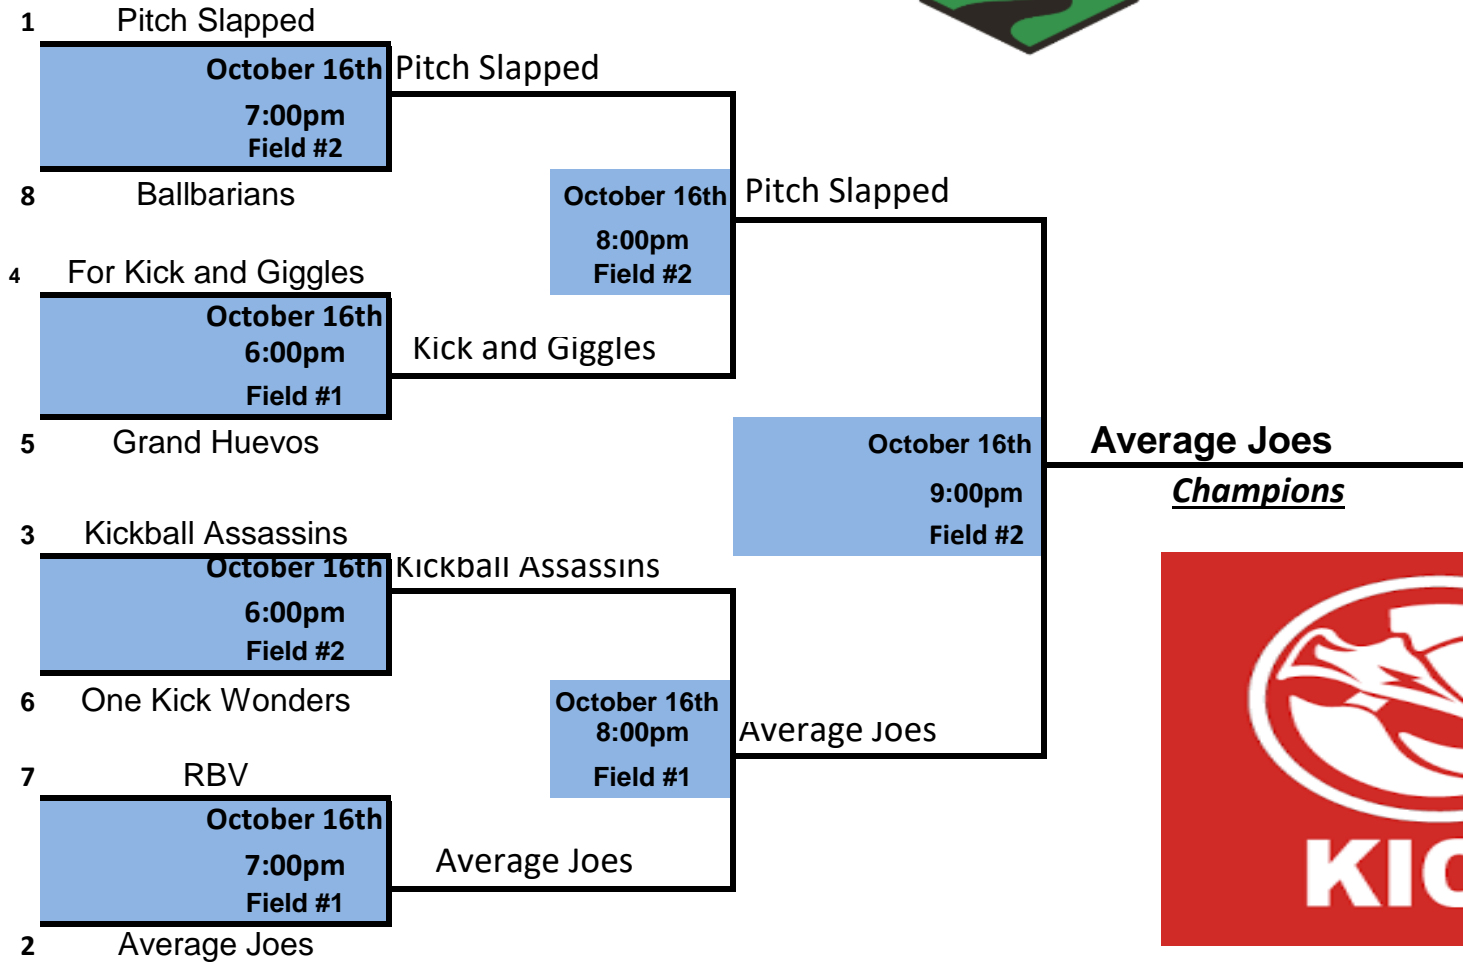 1 Pitch Slapped
October 16th Pitch Slapped
7:00pm
Field #2
8 Ballbarians
October 16th Pitch Slapped
8:00pm
Field #2
4 For Kick and Giggles
October 16th
6:00pm Kick and Giggles
Field #1
5 Grand Huevos
October 16th Average Joes
9:00pm Champions
Field #2
3 Kickball Assassins
October 16th Kickball Assassins
6:00pm
Field #2
6 One Kick Wonders
October 16th
8:00pm Average Joes
Field #1
7 RBV
October 16th
7:00pm Average Joes
Field #1
2 Average Joes